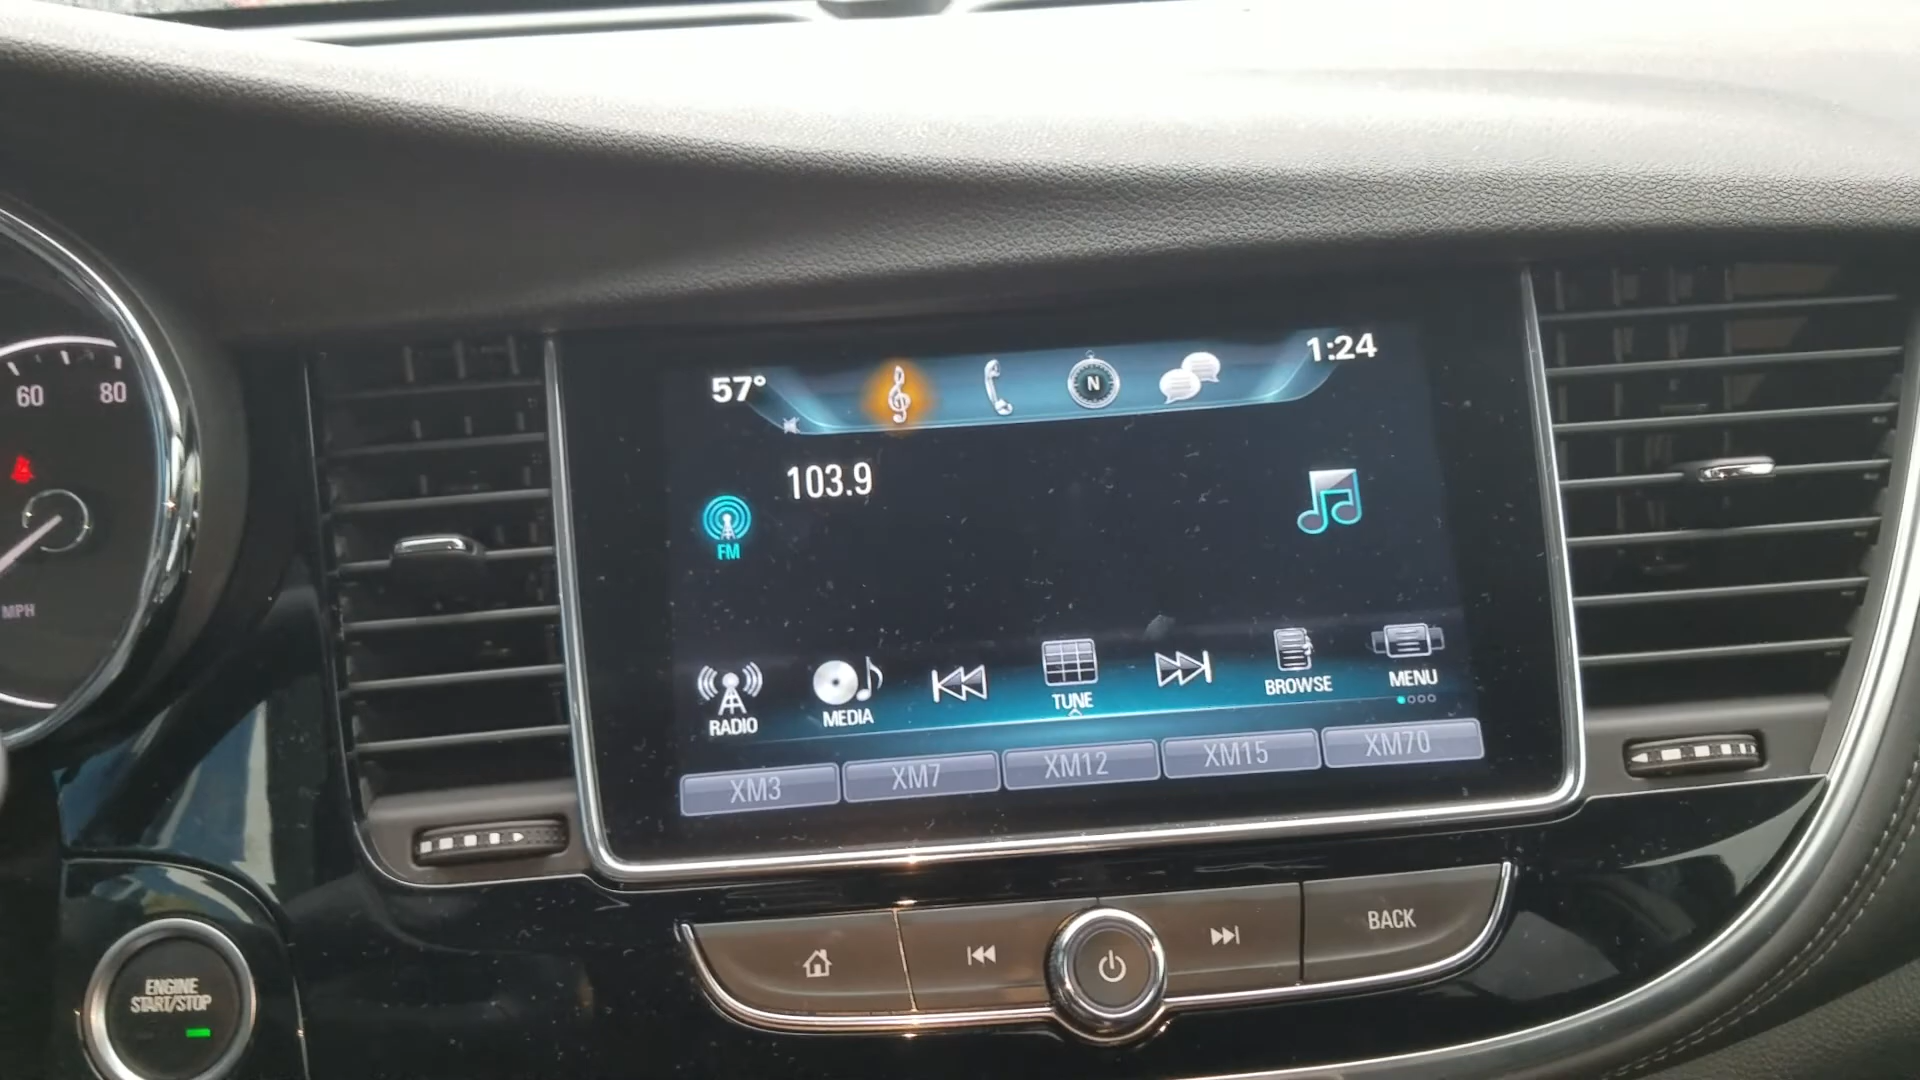 60 80
MPH
57°
N
1:24
103.9
FM
RADIO
MEDIA
TUNE
BROWSE
MENU
XM3
XM7
XM12
XM15
XM70
BACK
ENGINE
START/STOP